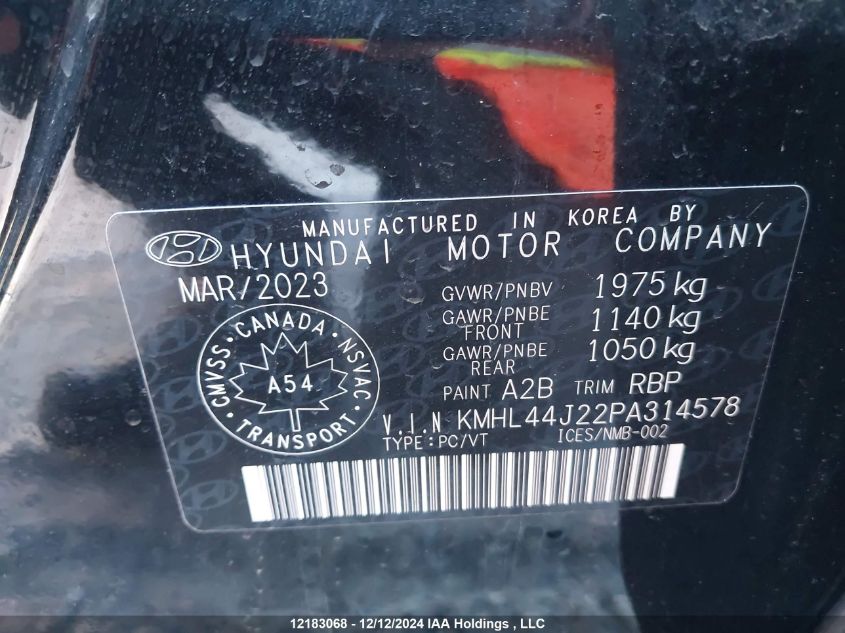 MANUFACTURED IN KOREA BY
HYUNDAI MOTOR COMPANY
MAR/2023
GVWR/PNBV 1975 kg
GAWR/PNBE FRONT 1140 kg
GAWR/PNBE REAR 1050 kg
PAINT A2B TRIM RBP
CANADA
CMVSS NSVAC
A54
TRANSPORT
V.I.N KMHL44J22PA314578
TYPE:PC/VT ICES/NMB-002
12183068 - 12/12/2024 IAA Holdings , LLC